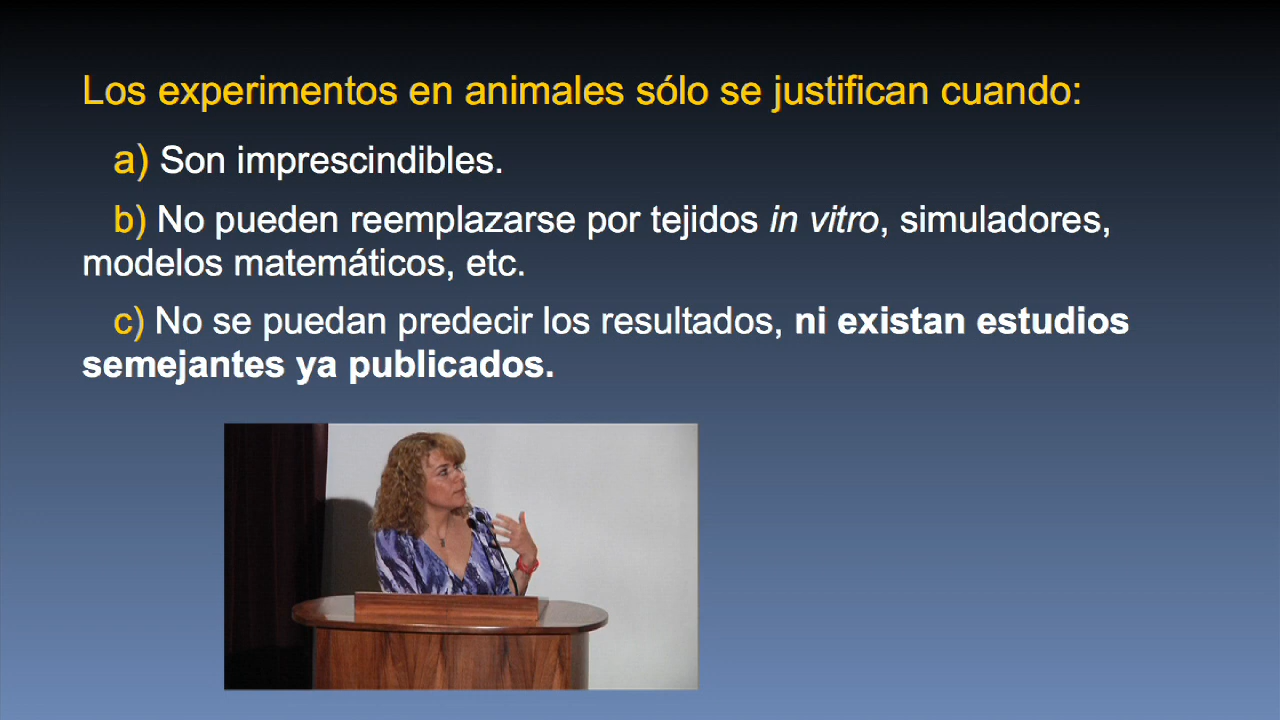 Los experimentos en animales sólo se justifican cuando:
a) Son imprescindibles.
b) No pueden reemplazarse por tejidos in vitro, simuladores,
modelos matemáticos, etc.
c) No se puedan predecir los resultados, ni existan estudios
semejantes ya publicados.